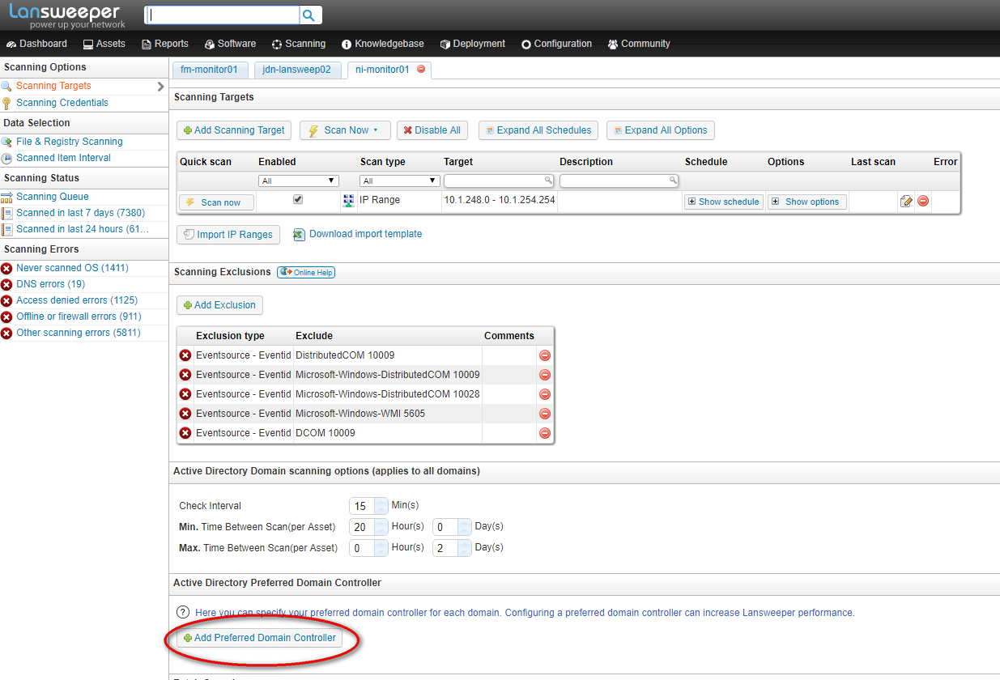 Lansweeper
power up your network
Dashboard Assets Reports Software Scanning Knowledgebase Deployment Configuration Community
Scanning Options
Scanning Targets
Scanning Credentials
Data Selection
File & Registry Scanning
Scanned Item Interval
Scanning Status
Scanning Queue
Scanned in last 7 days (7380)
Scanned in last 24 hours (61...
Scanning Errors
Never scanned OS (1411)
DNS errors (19)
Access denied errors (1125)
Offline or firewall errors (911)
Other scanning errors (5811)
fm-monitor01 jdn-lansweep02 ni-monitor01
Scanning Targets
Add Scanning Target Scan Now Disable All Expand All Schedules Expand All Options
Quick scan Enabled Scan type Target Description Schedule Options Last scan Error
All All
Scan now IP Range 10.1.248.0 - 10.1.254.254 Show schedule Show options
Import IP Ranges Download import template
Scanning Exclusions Online Help
Add Exclusion
Exclusion type Exclude Comments
Eventsource - Eventid DistributedCOM 10009
Eventsource - Eventid Microsoft-Windows-DistributedCOM 10009
Eventsource - Eventid Microsoft-Windows-DistributedCOM 10028
Eventsource - Eventid Microsoft-Windows-WMI 5605
Eventsource - Eventid DCOM 10009
Active Directory Domain scanning options (applies to all domains)
Check Interval 15 Min(s)
Min. Time Between Scan(per Asset) 20 Hour(s) 0 Day(s)
Max. Time Between Scan(per Asset) 0 Hour(s) 2 Day(s)
Active Directory Preferred Domain Controller
? Here you can specify your preferred domain controller for each domain. Configuring a preferred domain controller can increase Lansweeper performance.
Add Preferred Domain Controller